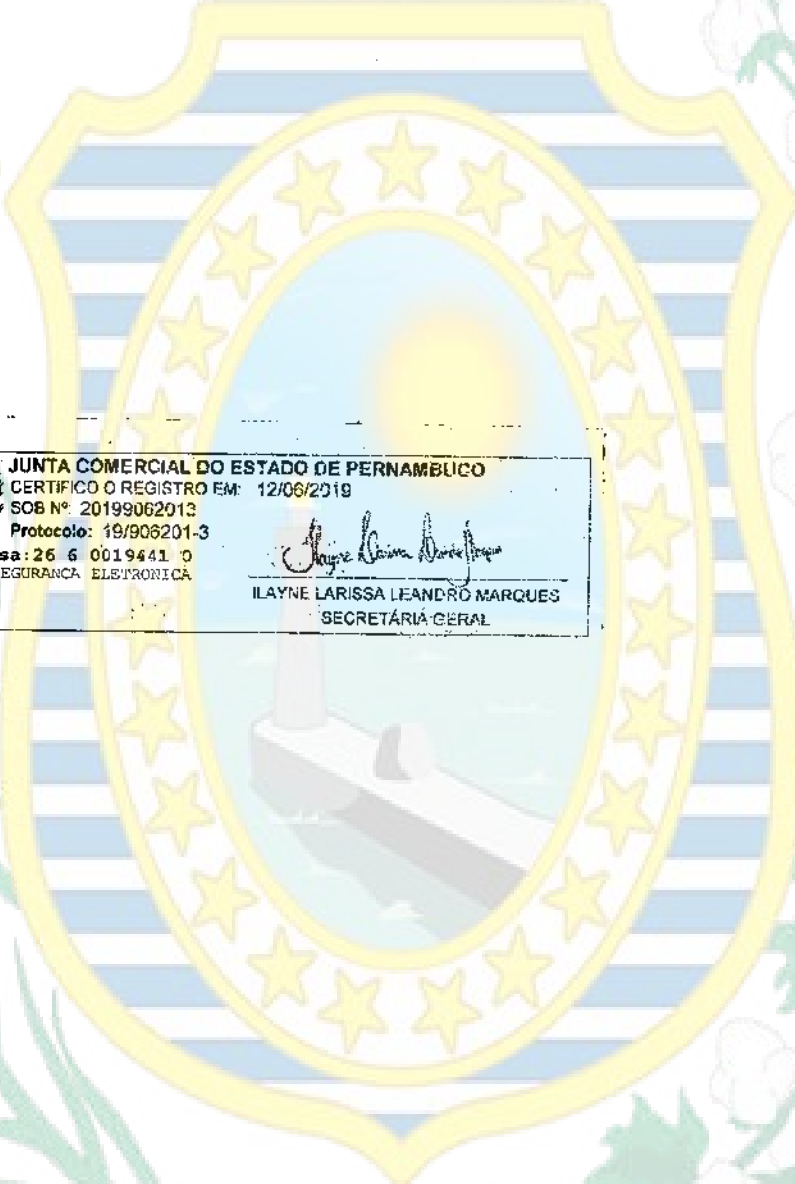 JUNTA COMERCIAL DO ESTADO DE PERNAMBUCO
CERTIFICO O REGISTRO EM: 12/06/2019
SOB Nº: 20199062013
Protocolo: 19/906201-3
sa:26 6 0019441 0
EGURANCA ELETRONICA
ILAYNE LARISSA LEANDRO MARQUES
SECRETÁRIA GERAL